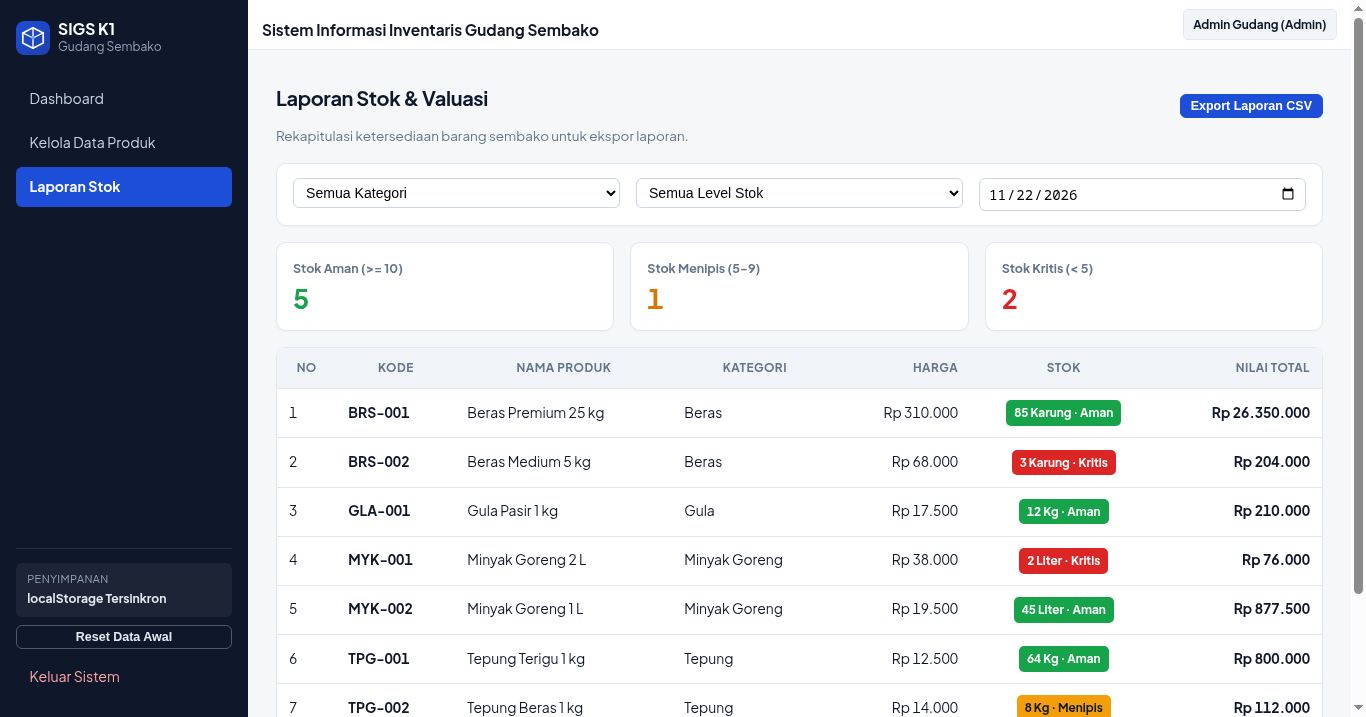 SIGS K1
Gudang Sembako
Dashboard
Kelola Data Produk
Laporan Stok
PENYIMPANAN
localStorage Tersinkron
Reset Data Awal
Keluar Sistem
Sistem Informasi Inventaris Gudang Sembako
Admin Gudang (Admin)
Laporan Stok & Valuasi
Export Laporan CSV
Rekapitulasi ketersediaan barang sembako untuk ekspor laporan.
Semua Kategori
Semua Level Stok
11/22/2026
Stok Aman (>= 10)
5
Stok Menipis (5-9)
1
Stok Kritis (< 5)
2
NO KODE NAMA PRODUK KATEGORI HARGA STOK NILAI TOTAL
1 BRS-001 Beras Premium 25 kg Beras Rp 310.000 85 Karung · Aman Rp 26.350.000
2 BRS-002 Beras Medium 5 kg Beras Rp 68.000 3 Karung · Kritis Rp 204.000
3 GLA-001 Gula Pasir 1 kg Gula Rp 17.500 12 Kg · Aman Rp 210.000
4 MYK-001 Minyak Goreng 2 L Minyak Goreng Rp 38.000 2 Liter · Kritis Rp 76.000
5 MYK-002 Minyak Goreng 1 L Minyak Goreng Rp 19.500 45 Liter · Aman Rp 877.500
6 TPG-001 Tepung Terigu 1 kg Tepung Rp 12.500 64 Kg · Aman Rp 800.000
7 TPG-002 Tepung Beras 1 kg Tepung Rp 14.000 8 Kg · Menipis Rp 112.000